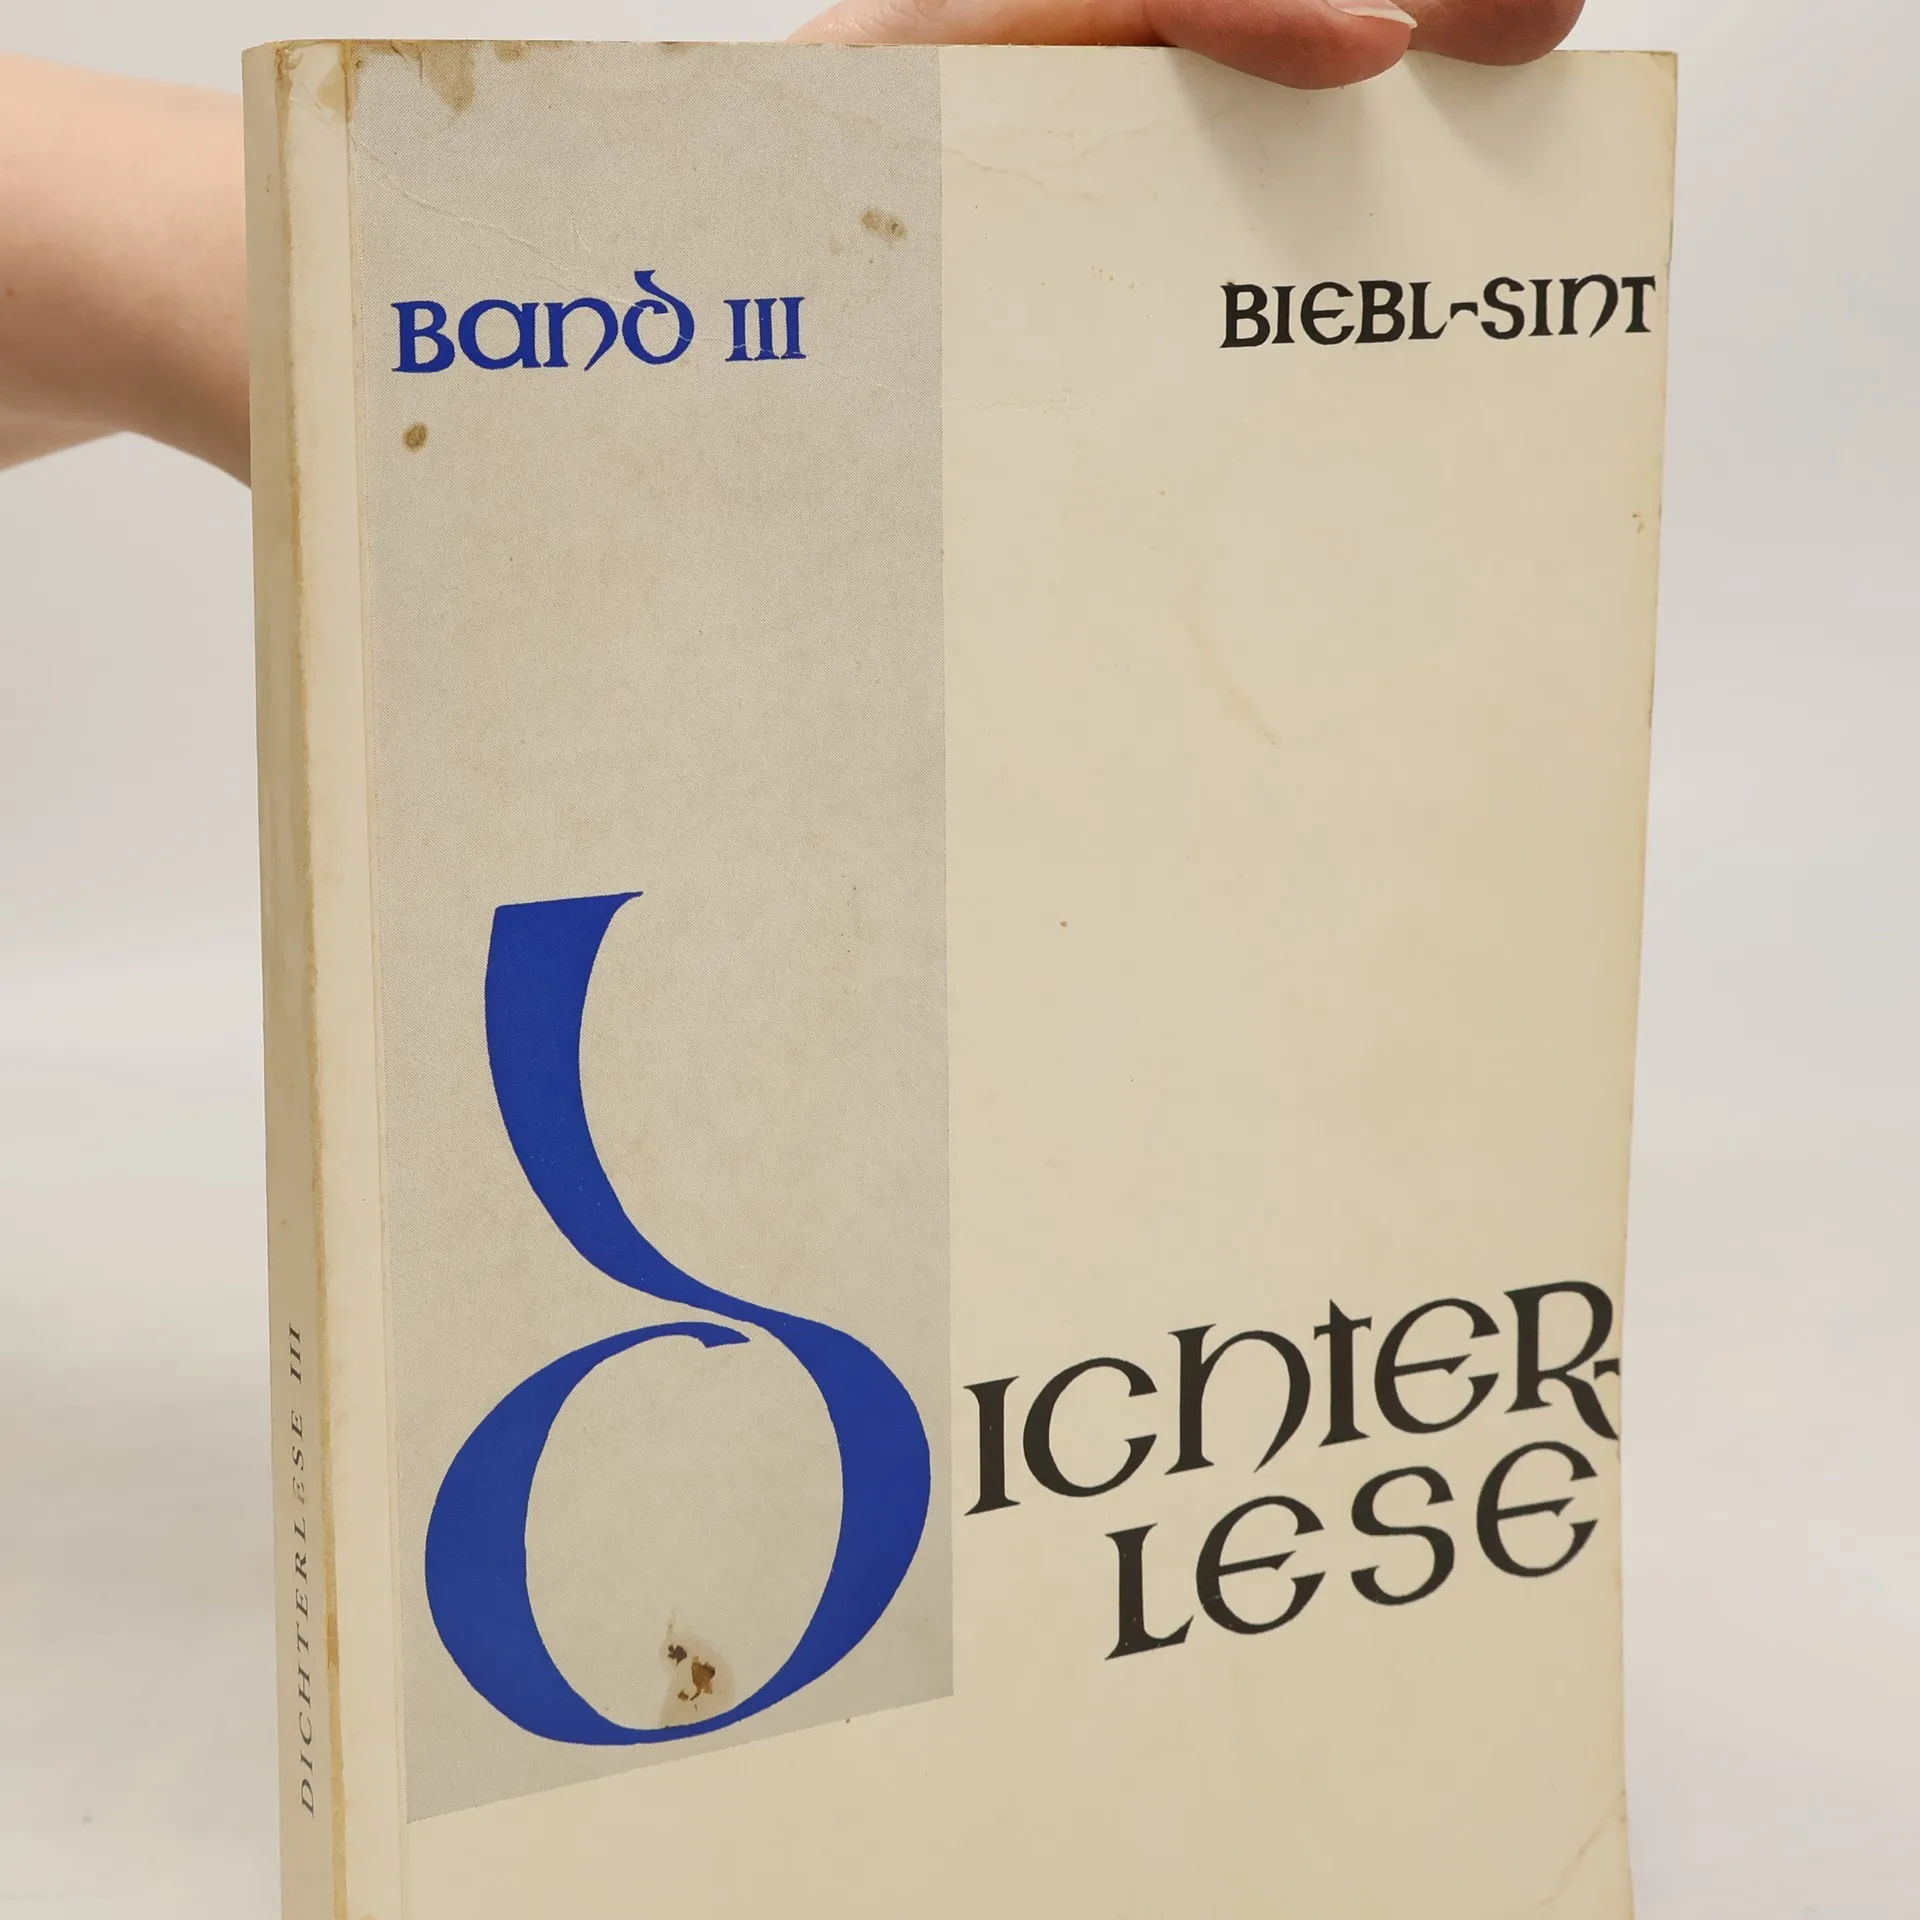 Band III
BIEBL-SINT
DICHTER-
LESE
DICHTERLESE III